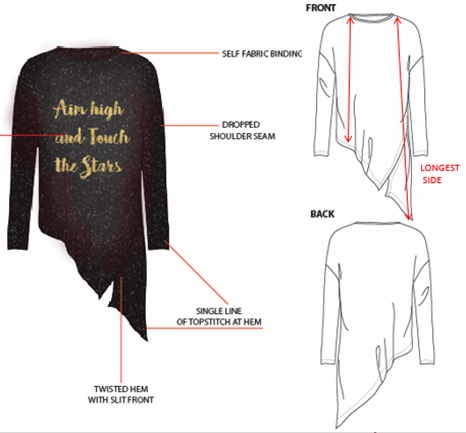 FRONT
SELF FABRIC BINDING
Aim high
and Touch
the Stars
DROPPED
SHOULDER SEAM
LONGEST
SIDE
BACK
SINGLE LINE
OF TOPSTITCH AT HEM
TWISTED HEM
WITH SLIT FRONT